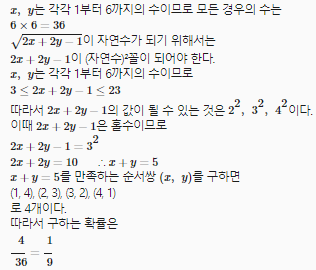 x, y는 각각 1부터 6까지의 수이므로 모든 경우의 수는
6 × 6 = 36
√(2x + 2y − 1)이 자연수가 되기 위해서는
2x + 2y − 1이 (자연수)²꼴이 되어야 한다.
x, y는 각각 1부터 6까지의 수이므로
3 ≤ 2x + 2y − 1 ≤ 23
따라서 2x + 2y − 1의 값이 될 수 있는 것은 2², 3², 4²이다.
이때 2x + 2y − 1은 홀수이므로
2x + 2y − 1 = 3²
2x + 2y = 10 ∴ x + y = 5
x + y = 5를 만족하는 순서쌍 (x, y)를 구하면
(1, 4), (2, 3), (3, 2), (4, 1)
로 4개이다.
따라서 구하는 확률은
4/36 = 1/9